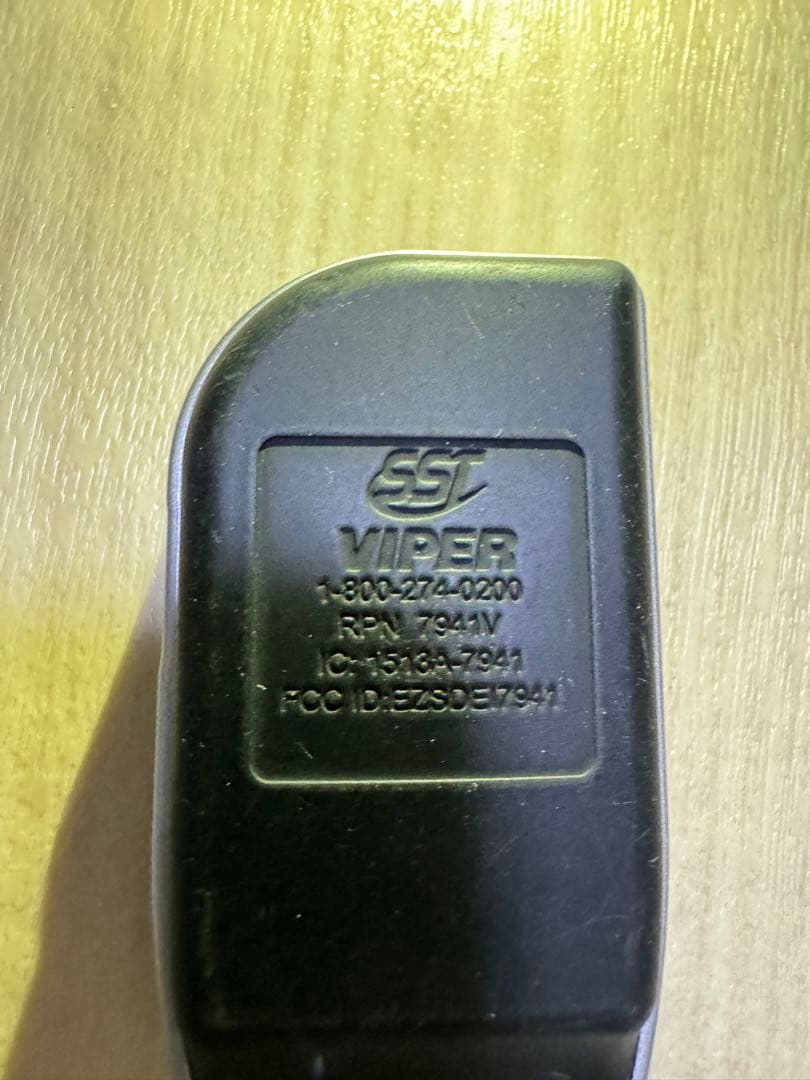 SST
VIPER
1-800-274-0200
RPN 7941V
IC: 1513A-7941
FCC ID:EZSDEI7941